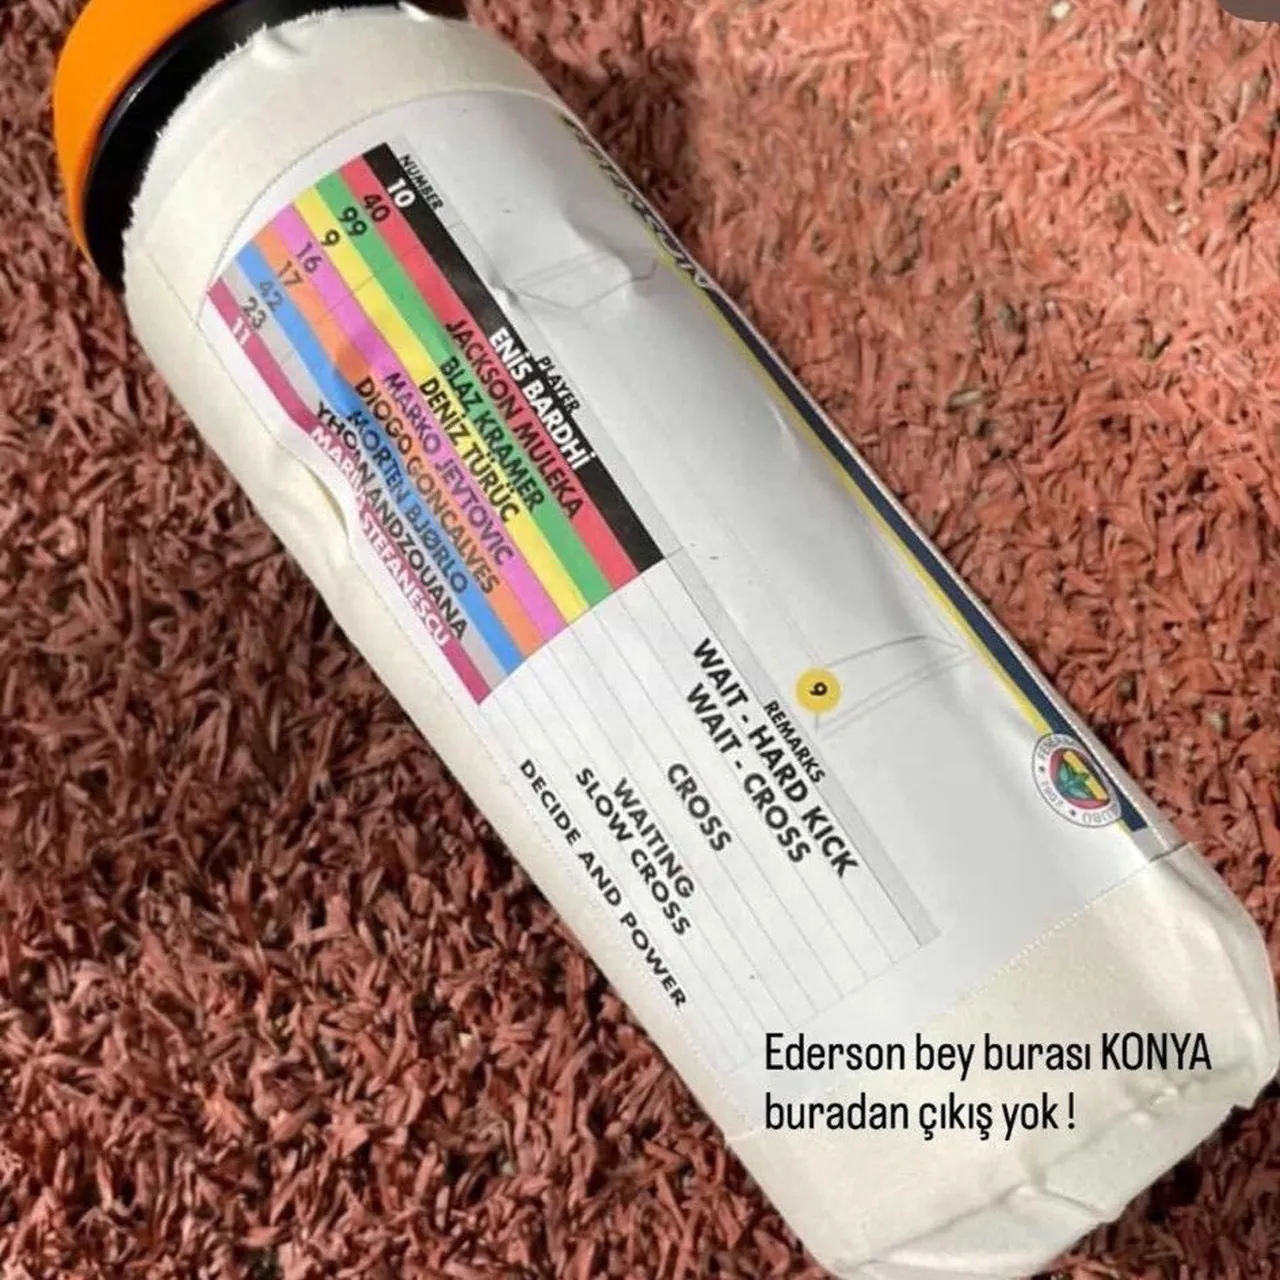 NUMBER
10
40
99
9
16
17
42
23
11
PLAYER
ENİS BARDHİ
JACKSON MULEKA
BLAZ KRAMER
DENİZ TÜRÜÇ
MARKO JEVTOVIC
DIOGO GONCALVES
MORTEN BJØRLO
YHOAN ANDZOUANA
STEFANESCU
REMARKS
WAIT - HARD KICK
WAIT - CROSS
CROSS
WAITING
SLOW CROSS
DECIDE AND POWER
9
Ederson bey burası KONYA
buradan çıkış yok !